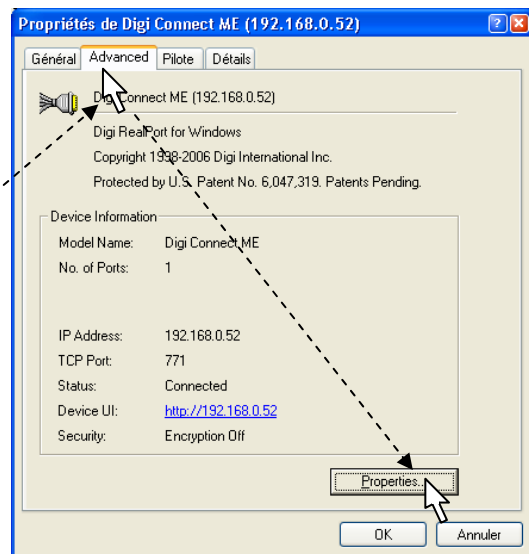 Propriétés de Digi Connect ME (192.168.0.52)
Général Advanced Pilote Détails
Digi Connect ME (192.168.0.52)
Digi RealPort for Windows
Copyright 1998-2006 Digi International Inc.
Protected by U.S. Patent No. 6,047,319. Patents Pending.
Device Information
Model Name: Digi Connect ME
No. of Ports: 1
IP Address: 192.168.0.52
TCP Port: 771
Status: Connected
Device UI: http://192.168.0.52
Security: Encryption Off
Properties...
OK Annuler